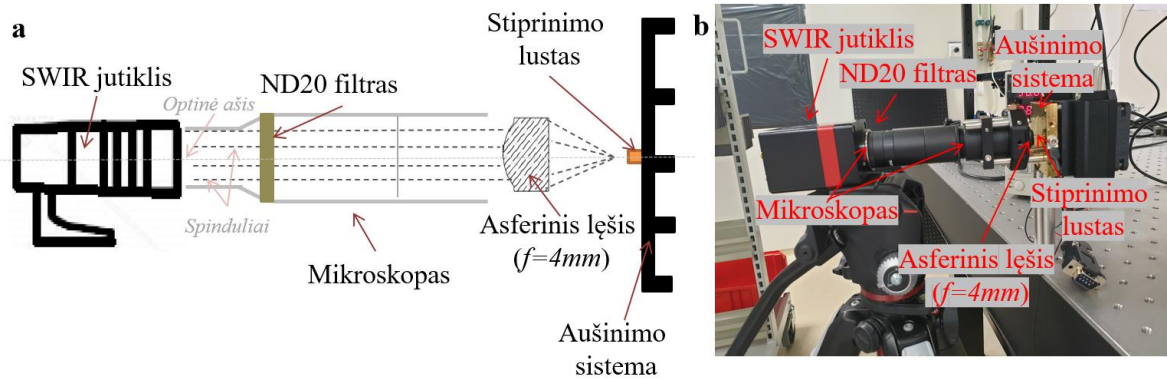 a
SWIR jutiklis
Optinė ašis
Spinduliai
ND20 filtras
Mikroskopas
Stiprinimo
lustas
Asferinis lęšis
(f=4mm)
Aušinimo
sistema
b
SWIR jutiklis
ND20 filtras
Aušinimo
sistema
Mikroskopas
Stiprinimo
lustas
Asferinis lęšis
(f=4mm)